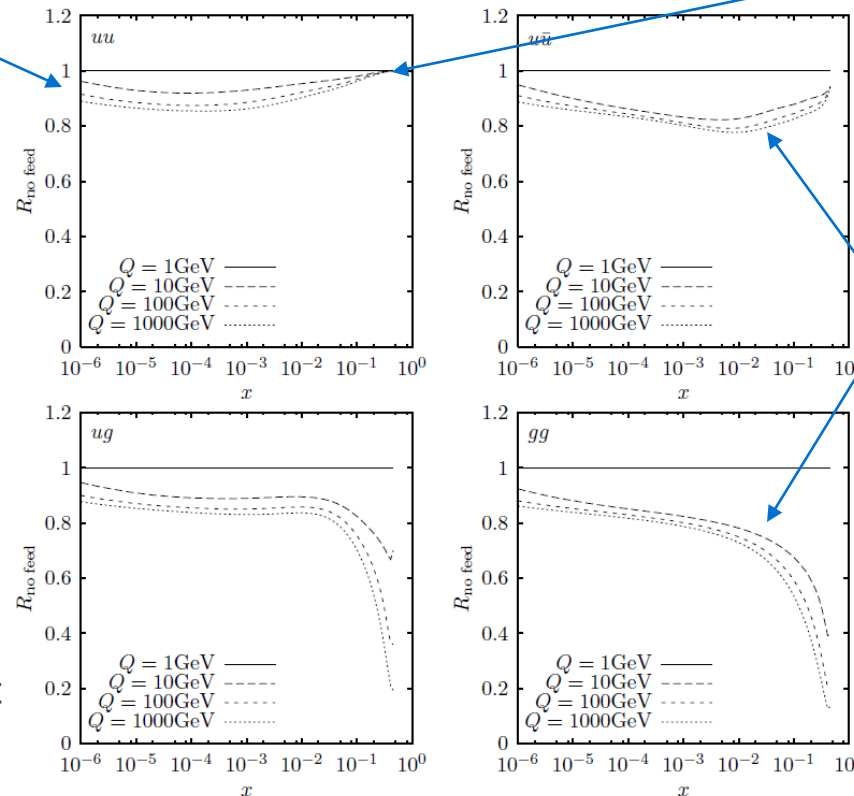 1.2
1
0.8
0.6
0.4
0.2
0
R_no feed
uu
Q = 1GeV
Q = 10GeV
Q = 100GeV
Q = 1000GeV
10^-6 10^-5 10^-4 10^-3 10^-2 10^-1 10^0
x
1.2
1
0.8
0.6
0.4
0.2
0
R_no feed
uū
Q = 1GeV
Q = 10GeV
Q = 100GeV
Q = 1000GeV
10^-6 10^-5 10^-4 10^-3 10^-2 10^-1 10
x
1.2
1
0.8
0.6
0.4
0.2
0
R_no feed
ug
Q = 1GeV
Q = 10GeV
Q = 100GeV
Q = 1000GeV
10^-6 10^-5 10^-4 10^-3 10^-2 10^-1 10^0
x
1.2
1
0.8
0.6
0.4
0.2
0
R_no feed
gg
Q = 1GeV
Q = 10GeV
Q = 100GeV
Q = 1000GeV
10^-6 10^-5 10^-4 10^-3 10^-2 10^-1 10
x